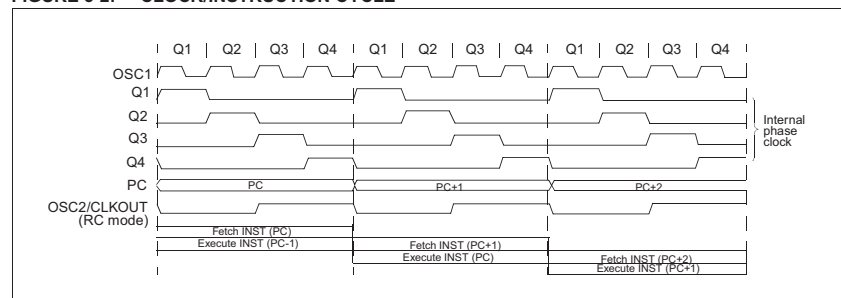 FIGURE 3-2: CLOCK/INSTRUCTION CYCLE
Q1 Q2 Q3 Q4 Q1 Q2 Q3 Q4 Q1 Q2 Q3 Q4
OSC1
Q1
Q2
Q3
Q4
Internal
phase
clock
PC
PC PC+1 PC+2
OSC2/CLKOUT
(RC mode)
Fetch INST (PC)
Execute INST (PC-1) Fetch INST (PC+1)
Execute INST (PC) Fetch INST (PC+2)
Execute INST (PC+1)